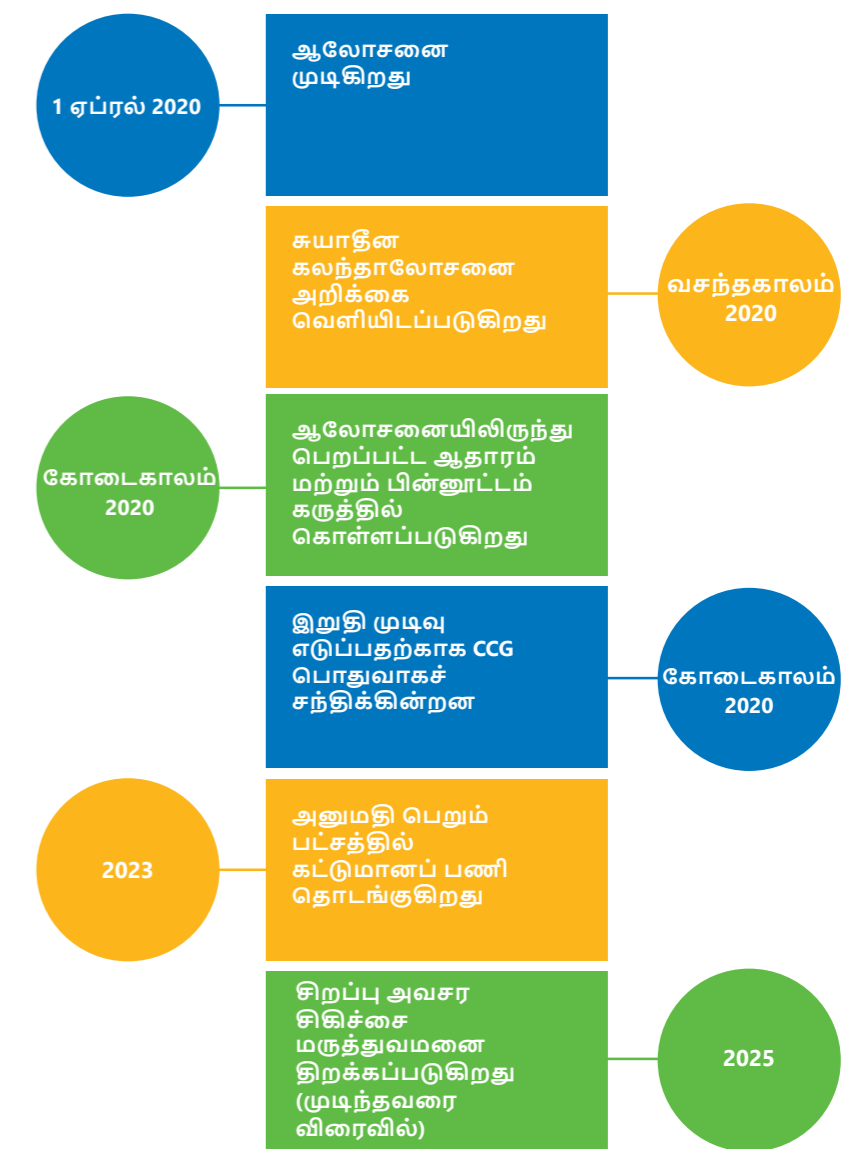 1 ஏப்ரல் 2020
ஆலோசனை
முடிகிறது
சுயாதீன
கலந்தாலோசனை
அறிக்கை
வெளியிடப்படுகிறது
வசந்தகாலம்
2020
கோடைகாலம்
2020
ஆலோசனையிலிருந்து
பெறப்பட்ட ஆதாரம்
மற்றும் பின்னூட்டம்
கருத்தில்
கொள்ளப்படுகிறது
இறுதி முடிவு
எடுப்பதற்காக CCG
பொதுவாகச்
சந்திக்கின்றன
கோடைகாலம்
2020
2023
அனுமதி பெறும்
பட்சத்தில்
கட்டுமானப் பணி
தொடங்குகிறது
சிறப்பு அவசர
சிகிச்சை
மருத்துவமனை
திறக்கப்படுகிறது
(முடிந்தவரை
விரைவில்)
2025